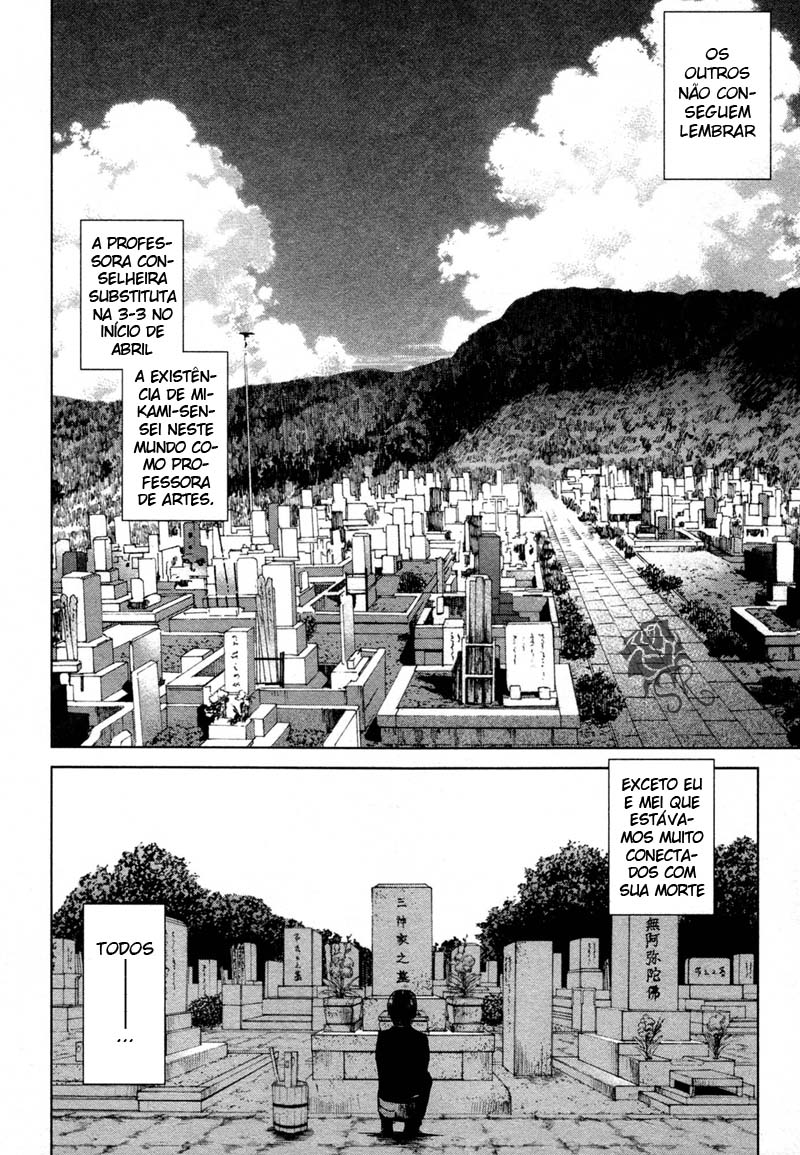 OS
OUTROS
NÃO CON-
SEGUEM
LEMBRAR
A PROFES-
SORA CON-
SELHEIRA
SUBSTITUTA
NA 3-3 NO
INÍCIO DE
ABRIL
A EXISTÊN-
CIA DE MI-
KAMI-SEN-
SEI NESTE
MUNDO CO-
MO PRO-
FESSORA
DE ARTES.
SR
EXCETO EU
E MEI QUE
ESTÁVA-
MOS MUITO
CONECTA-
DOS COM
SUA MORTE
無阿弥陀佛
三神家之墓
TODOS
...